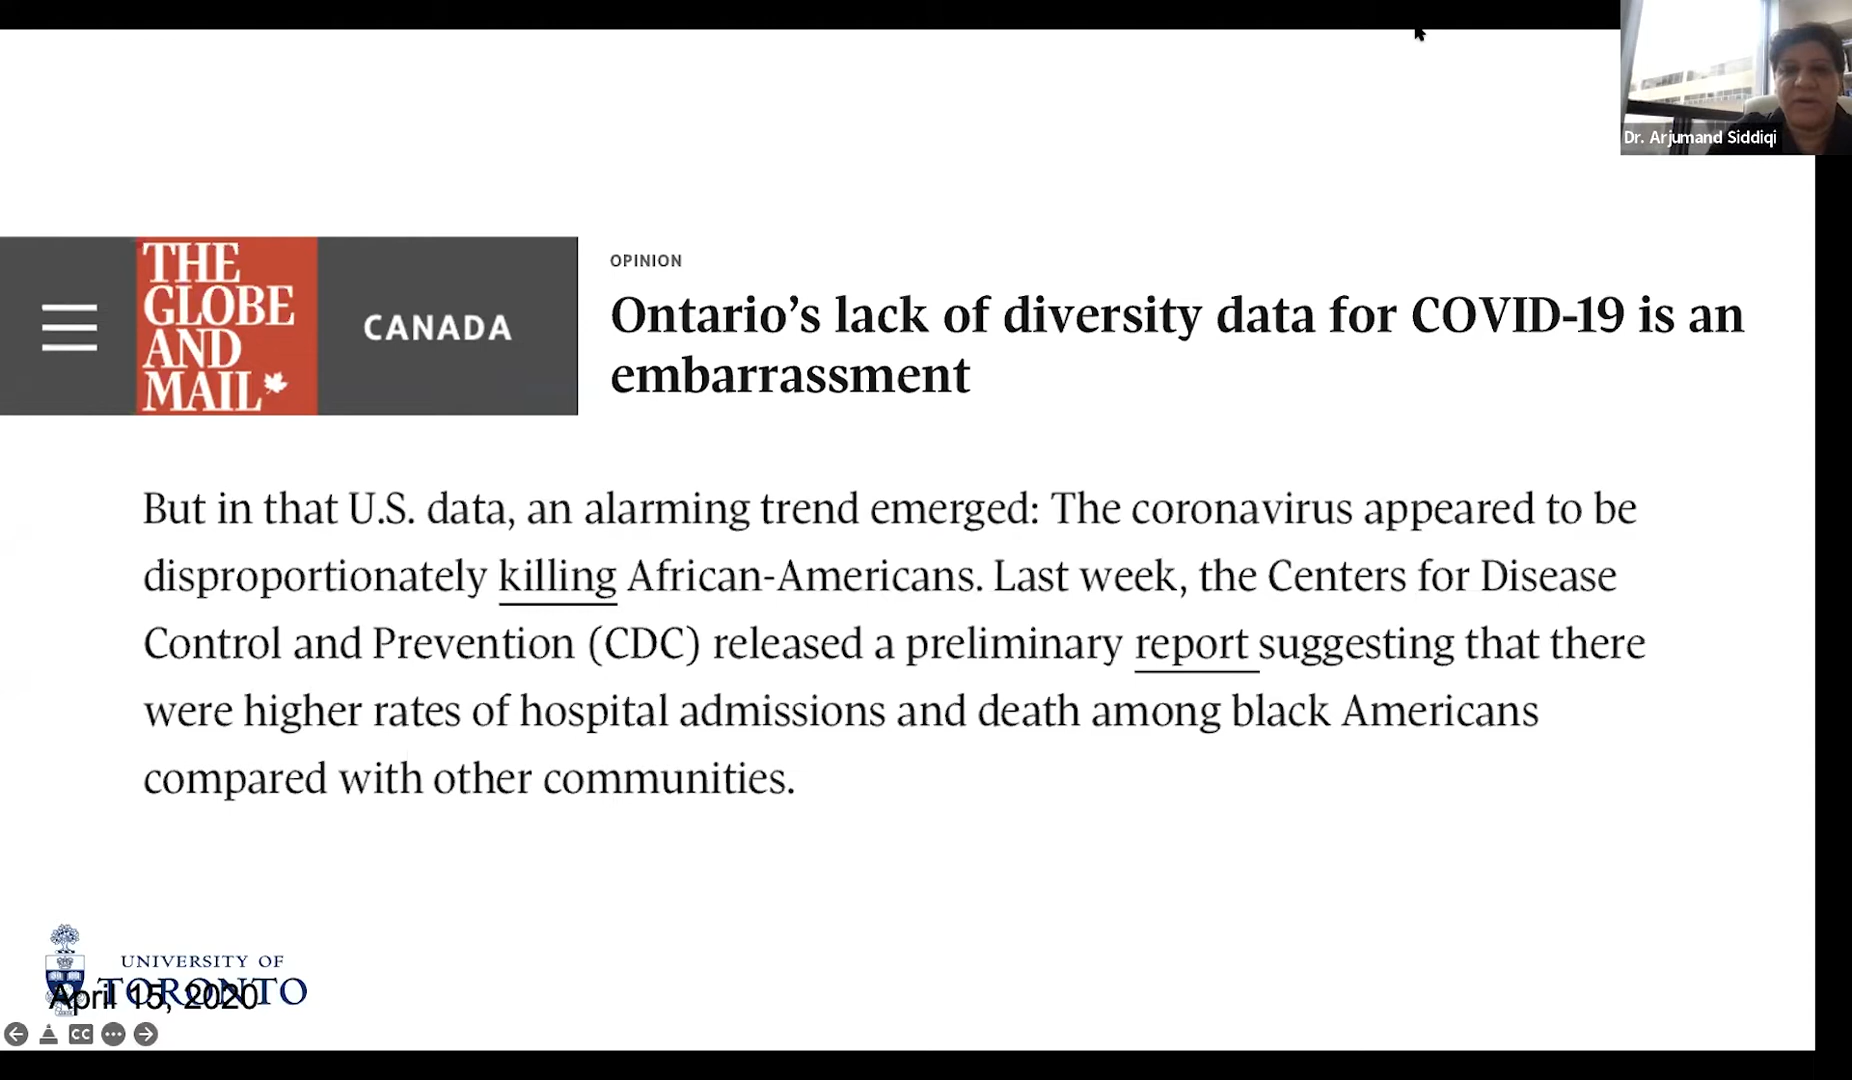 Dr. Arjumand Siddiqi
THE
GLOBE
AND
MAIL
CANADA
OPINION
Ontario’s lack of diversity data for COVID-19 is an
embarrassment
But in that U.S. data, an alarming trend emerged: The coronavirus appeared to be
disproportionately killing African-Americans. Last week, the Centers for Disease
Control and Prevention (CDC) released a preliminary report suggesting that there
were higher rates of hospital admissions and death among black Americans
compared with other communities.
UNIVERSITY OF
TORONTO
April 15, 2020
CC